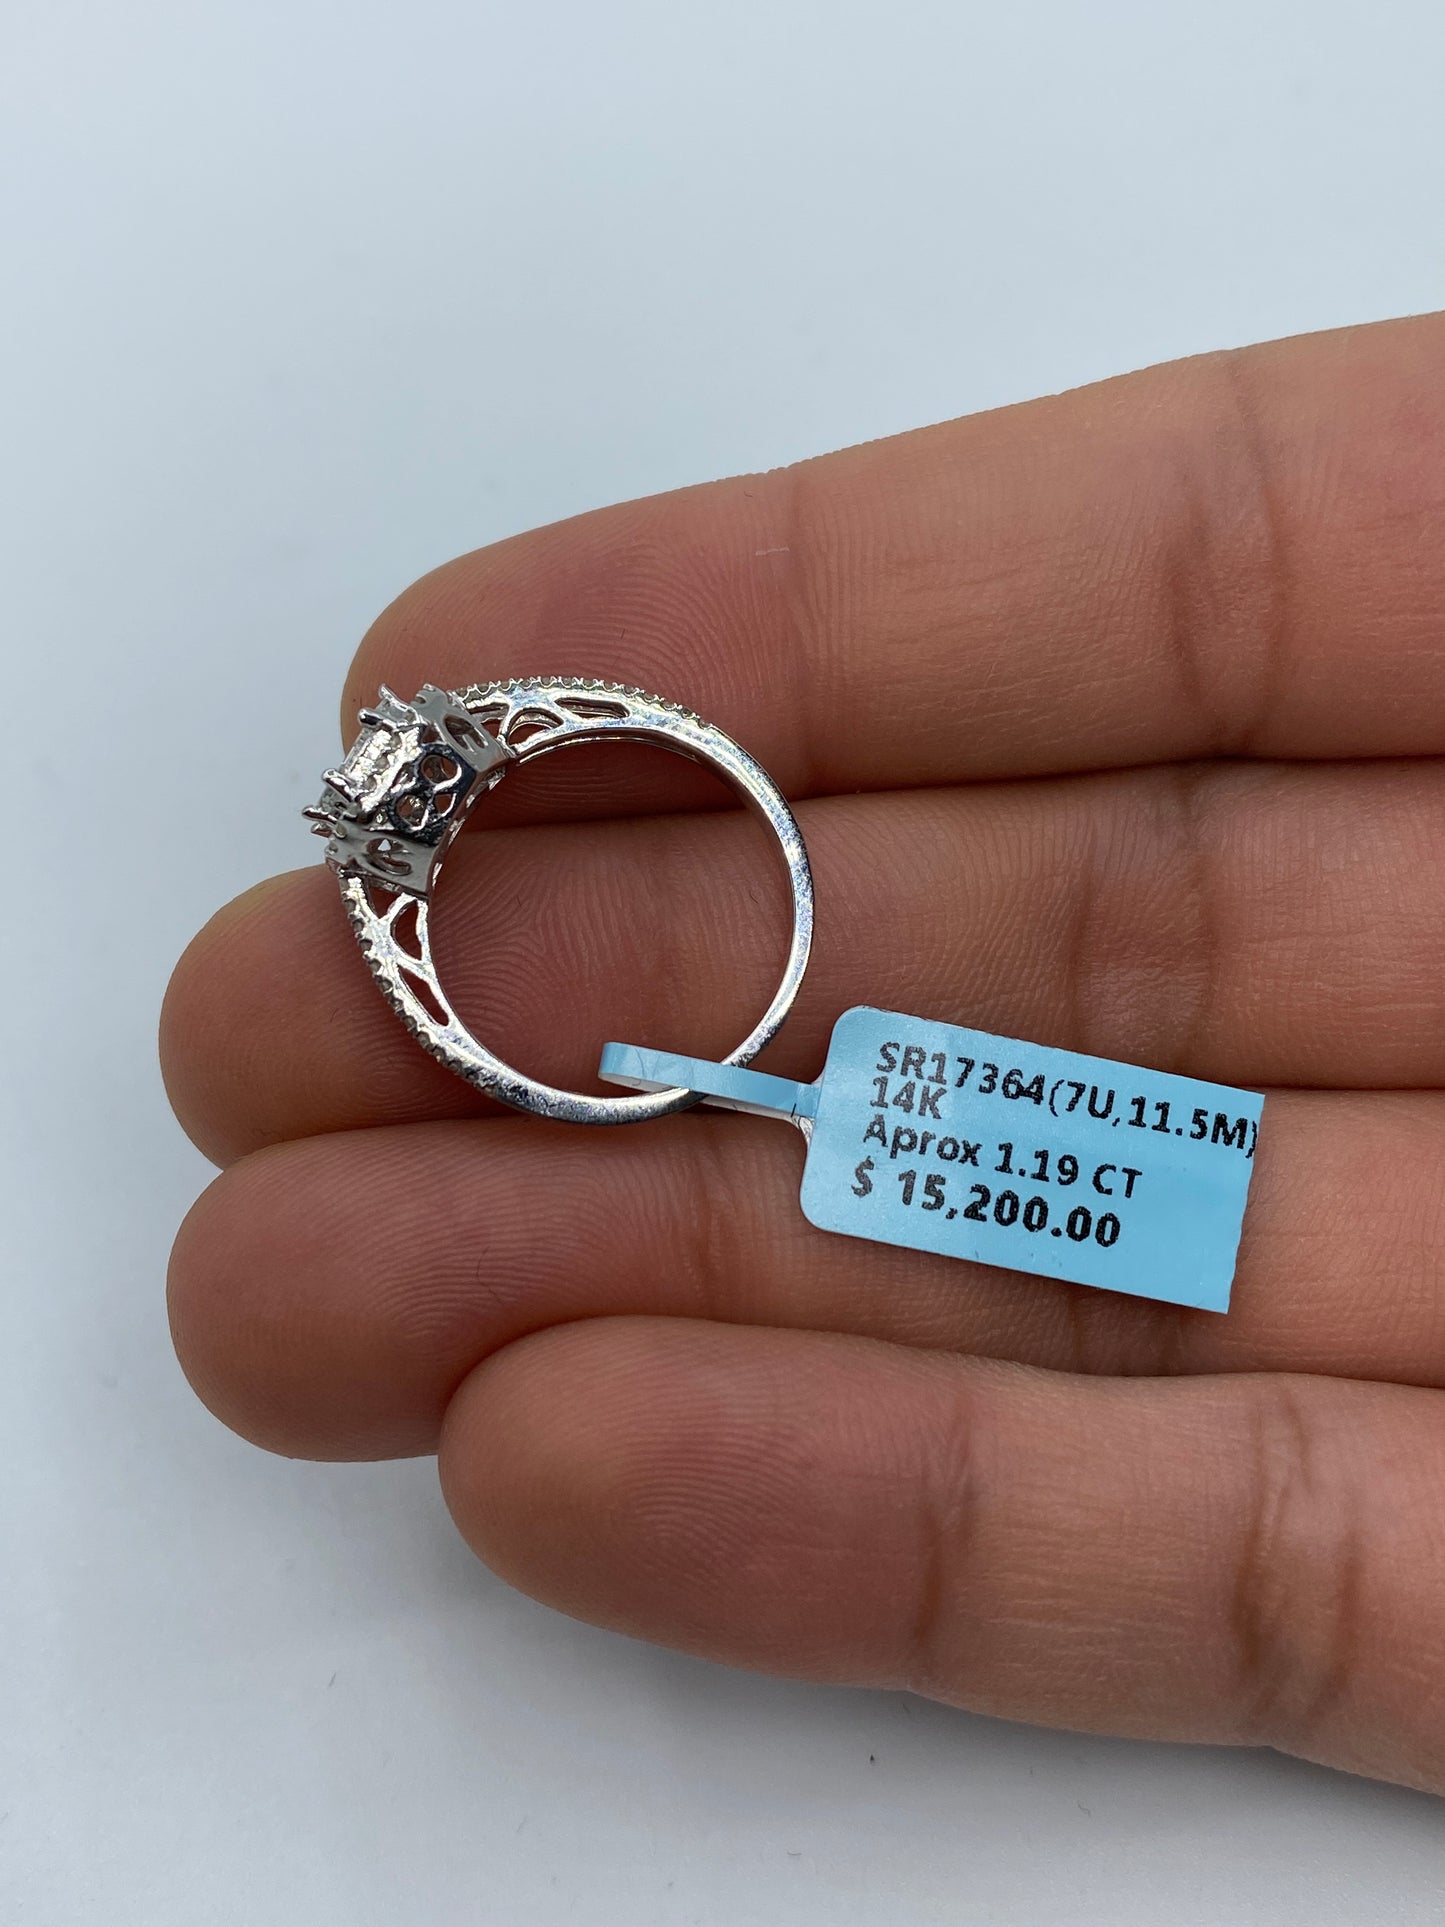 SR17364(7U,11.5M)
14K
Aprox 1.19 CT
$ 15,200.00